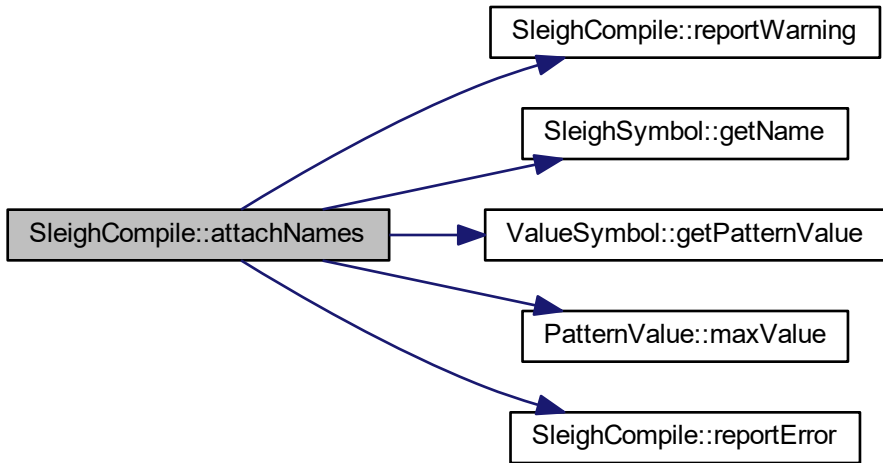 SleighCompile::reportWarning
SleighSymbol::getName
SleighCompile::attachNames
ValueSymbol::getPatternValue
PatternValue::maxValue
SleighCompile::reportError